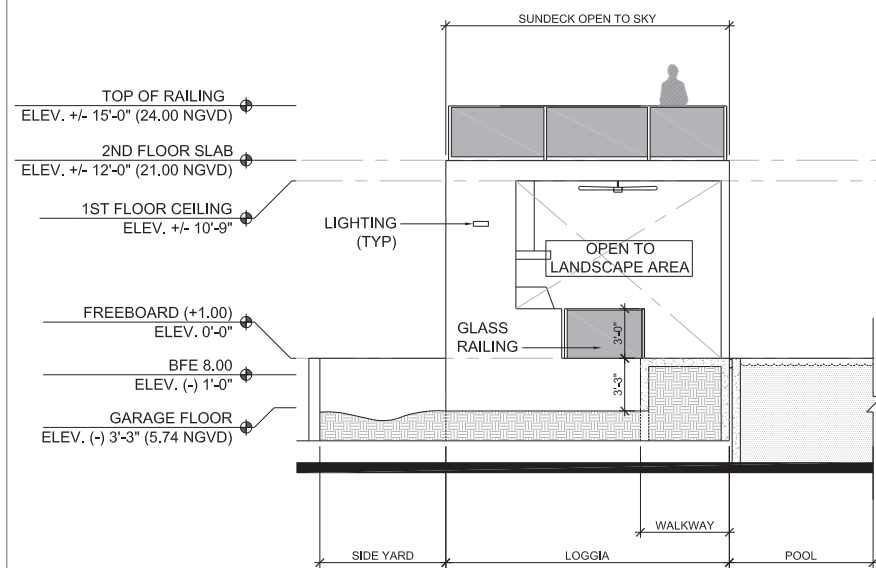 SUNDECK OPEN TO SKY
TOP OF RAILING
ELEV. +/- 15'-0" (24.00 NGVD)
2ND FLOOR SLAB
ELEV. +/- 12'-0" (21.00 NGVD)
1ST FLOOR CEILING
ELEV. +/- 10'-9"
LIGHTING
(TYP)
OPEN TO
LANDSCAPE AREA
FREEBOARD (+1.00)
ELEV. 0'-0"
GLASS
RAILING
3'-0"
BFE 8.00
ELEV. (-) 1'-0"
3'-3"
GARAGE FLOOR
ELEV. (-) 3'-3" (5.74 NGVD)
WALKWAY
SIDE YARD
LOGGIA
POOL